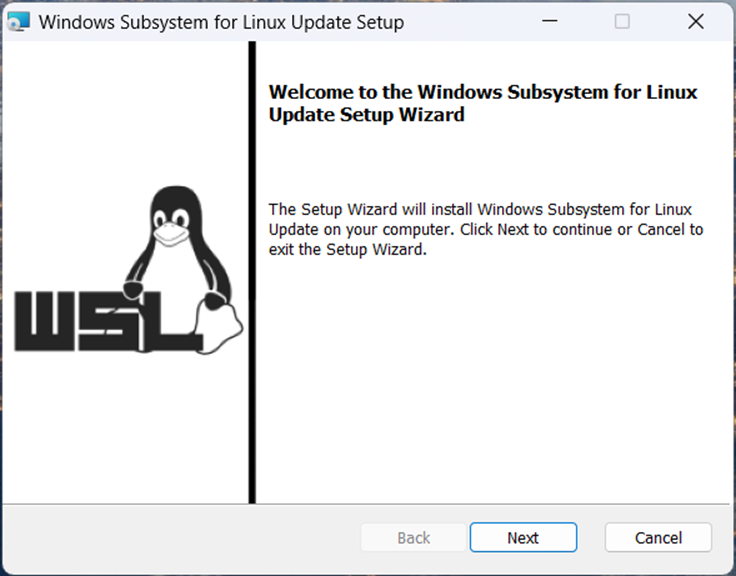 Windows Subsystem for Linux Update Setup
Welcome to the Windows Subsystem for Linux
Update Setup Wizard
The Setup Wizard will install Windows Subsystem for Linux
Update on your computer. Click Next to continue or Cancel to
exit the Setup Wizard.
WSL
Back
Next
Cancel